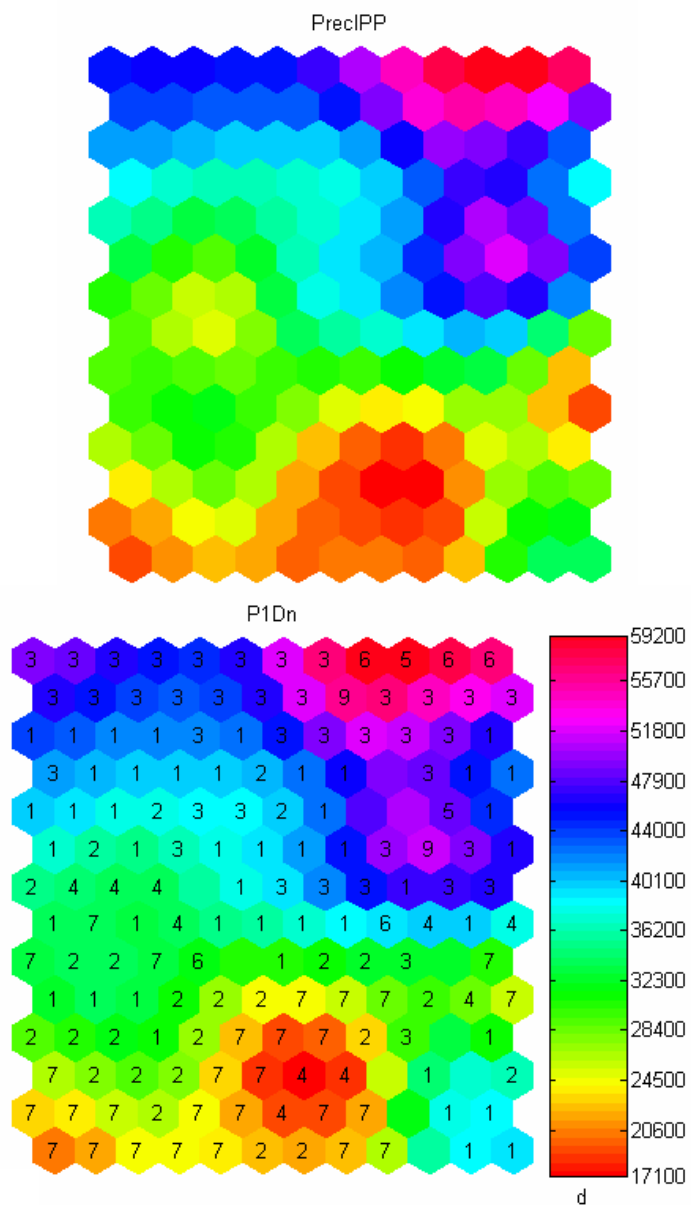 PrecIPP
P1Dn
3 3 3 3 3 3 3 3 6 5 6 6
3 3 3 3 3 3 3 9 3 3 3 3
1 1 1 1 3 1 3 3 3 3 3 1
3 1 1 1 1 2 1 1 3 1 1
1 1 1 2 3 3 2 1 5 1
1 2 1 3 1 1 1 1 3 9 3 1
2 4 4 4 1 3 3 3 1 3 3
1 7 1 4 1 1 1 1 6 4 1 4
7 2 2 7 6 1 2 2 3 7
1 1 1 2 2 2 7 7 7 2 4 7
2 2 2 1 2 7 7 7 2 3 1
7 2 2 2 7 7 4 4 1 2
7 7 7 2 7 7 4 7 7 1 1
7 7 7 7 7 2 2 7 7 1 1
59200
55700
51800
47900
44000
40100
36200
32300
28400
24500
20600
17100
d